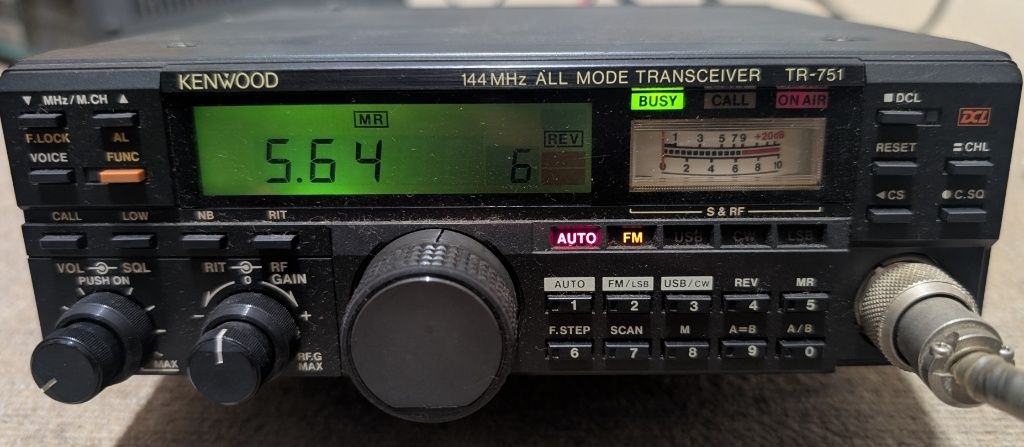 KENWOOD 144MHz ALL MODE TRANSCEIVER TR-751
▼ MHz/M.CH ▲
F.LOCK AL
VOICE FUNC
MR
5.64
REV
6
BUSY CALL ON AIR
1 3 5 7 9 +20dB
0 2 4 6 8 10
S & RF
■ DCL
DCL
RESET
CHL
◀CS
● C.SQ
CALL LOW NB RIT
AUTO FM USB CW LSB
VOL SQL
PUSH ON
MAX
RIT RF GAIN
0
- +
RF.G
MAX
AUTO FM/LSB USB/CW REV MR
1 2 3 4 5
F.STEP SCAN M A=B A/B
6 7 8 9 0